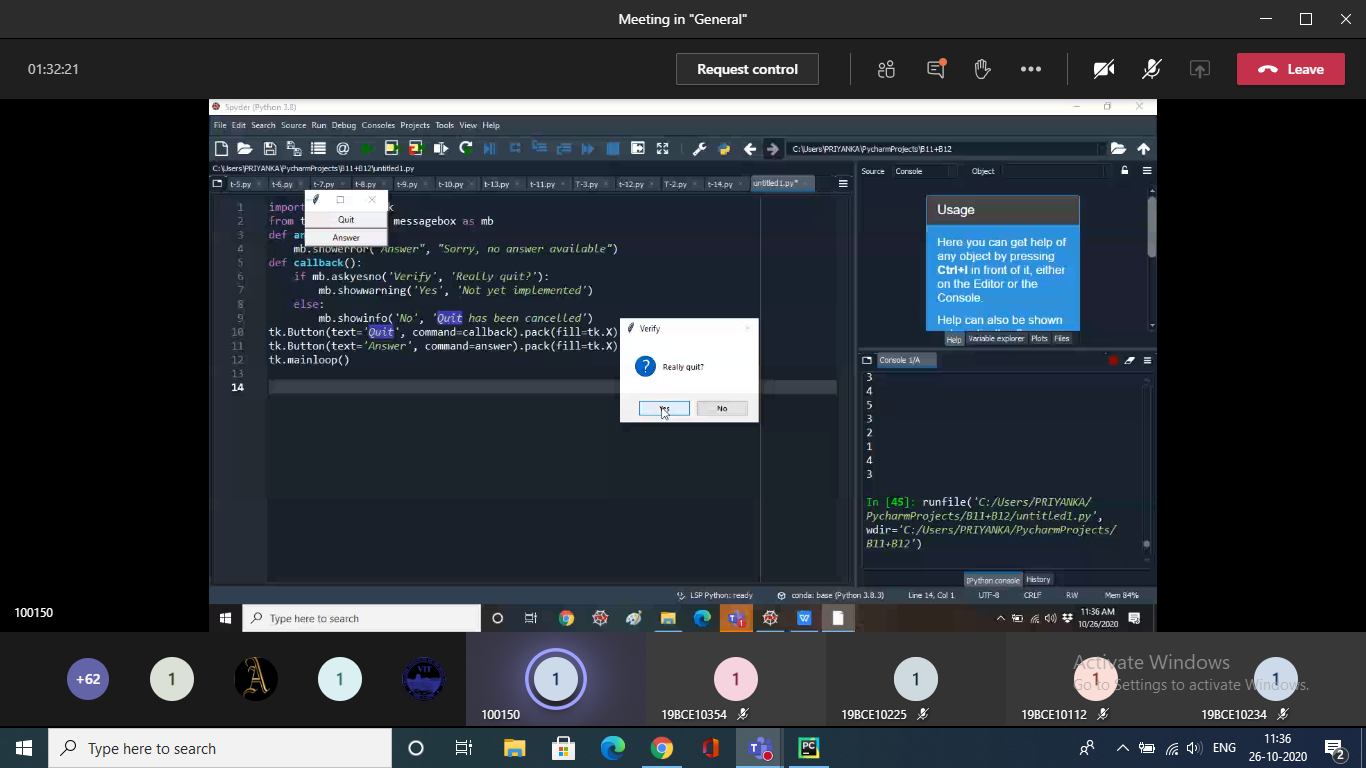 Meeting in "General"
01:32:21
Request control
Leave
Spyder (Python 3.8)
File Edit Search Source Run Debug Consoles Projects Tools View Help
C:\Users\PRIYANKA\PycharmProjects\B11+B12
C:\Users\PRIYANKA\PycharmProjects\B11+B12\untitled1.py
t-5.py t-6.py t-7.py t-8.py t-9.py t-10.py t-13.py t-11.py T-3.py t-12.py T-2.py t-14.py untitled1.py*
Source Console Object
Quit
Answer
1 impor k
2 from t messagebox as mb
3 def an
4 mb.showerror("Answer", "Sorry, no answer available")
5 def callback():
6 if mb.askyesno('Verify', 'Really quit?'):
7 mb.showwarning('Yes', 'Not yet implemented')
8 else:
9 mb.showinfo('No', 'Quit has been cancelled')
10 tk.Button(text='Quit', command=callback).pack(fill=tk.X)
11 tk.Button(text='Answer', command=answer).pack(fill=tk.X)
12 tk.mainloop()
13
14
Verify
Really quit?
Yes No
Usage
Here you can get help of
any object by pressing
Ctrl+I in front of it, either
on the Editor or the
Console.
Help can also be shown
Help Variable explorer Plots Files
Console 1/A
3
4
5
3
2
1
4
3
In [45]: runfile('C:/Users/PRIYANKA/
PycharmProjects/B11+B12/untitled1.py',
wdir='C:/Users/PRIYANKA/PycharmProjects/
B11+B12')
IPython console History
LSP Python: ready conda: base (Python 3.8.3) Line 14, Col 1 UTF-8 CRLF RW Mem 84%
100150
Type here to search
11:36 AM
10/26/2020
+62
1
A
1
VIT
1
100150
1
19BCE10354
1
19BCE10225
1
19BCE10112
1
19BCE10234
Activate Windows
Go to Settings to activate Windows.
Type here to search
ENG
11:36
26-10-2020
2